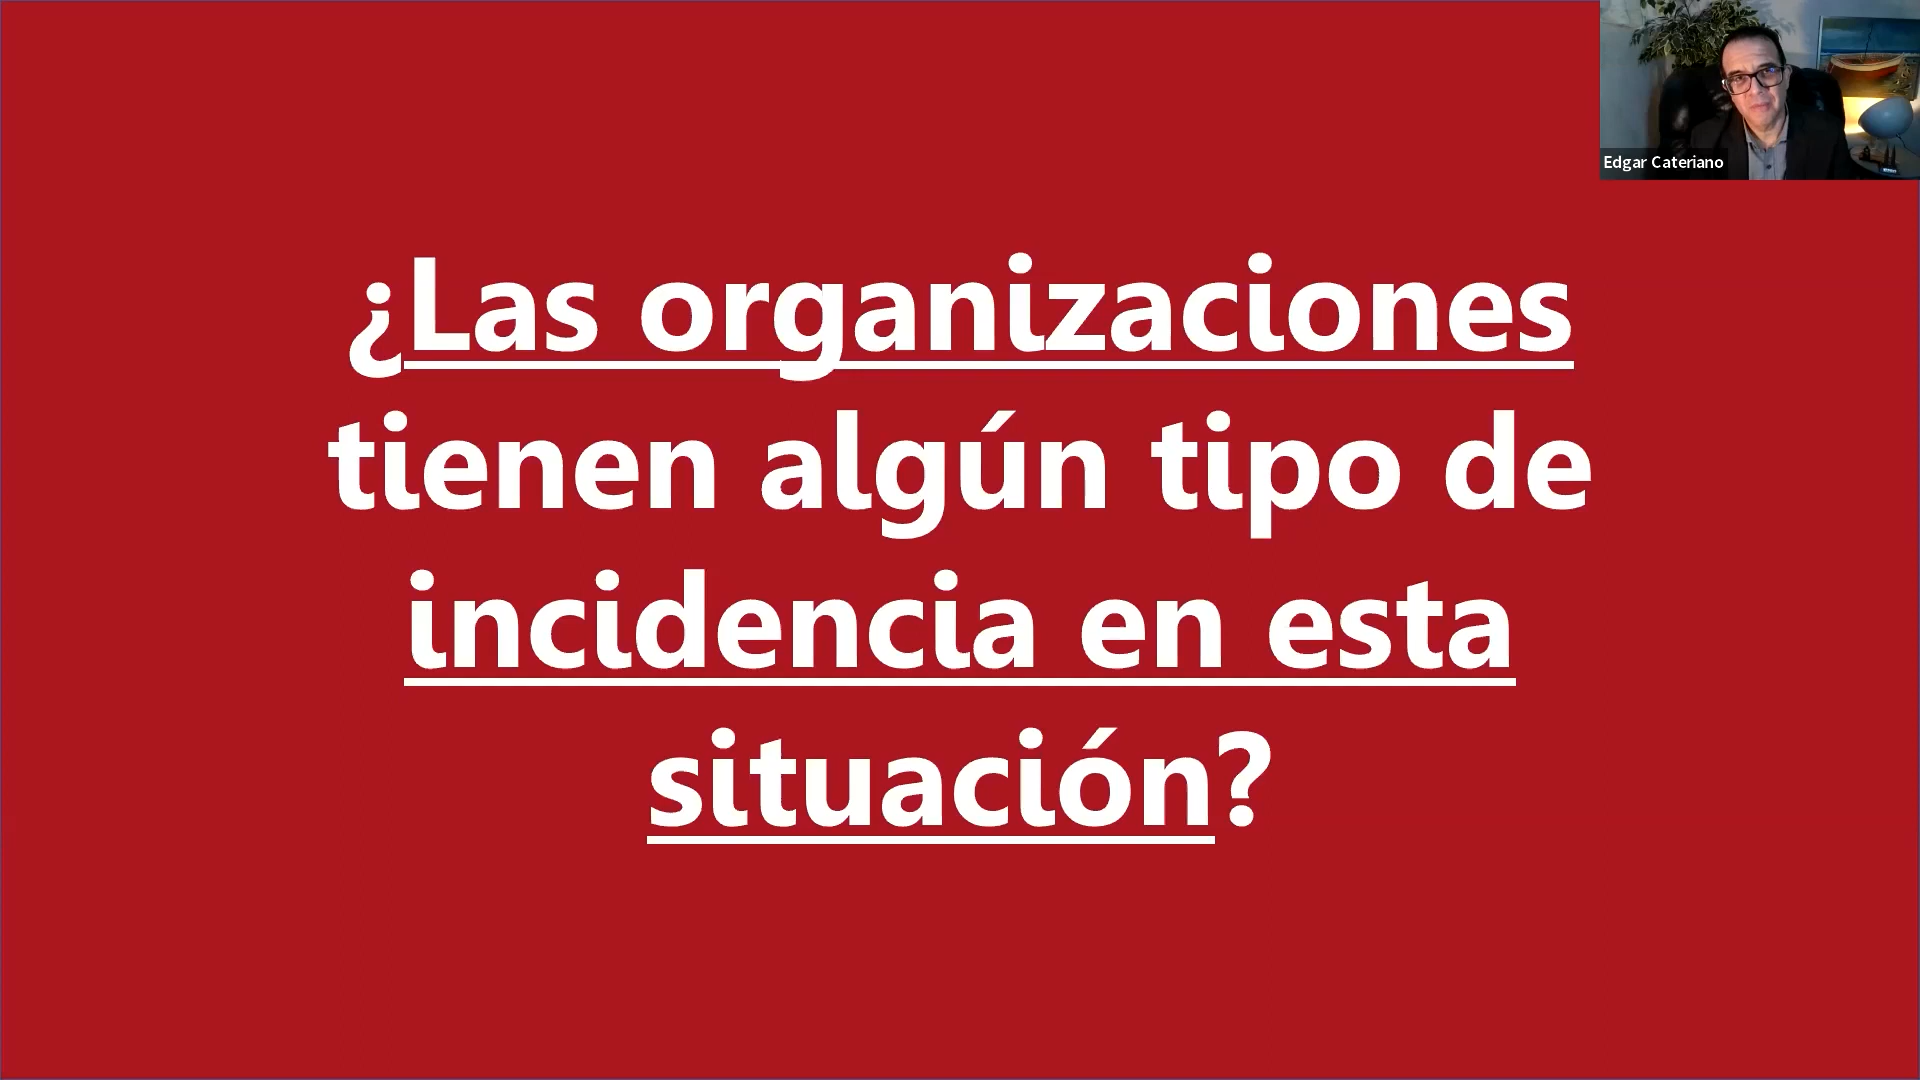 Edgar Cateriano
¿Las organizaciones
tienen algún tipo de
incidencia en esta
situación?